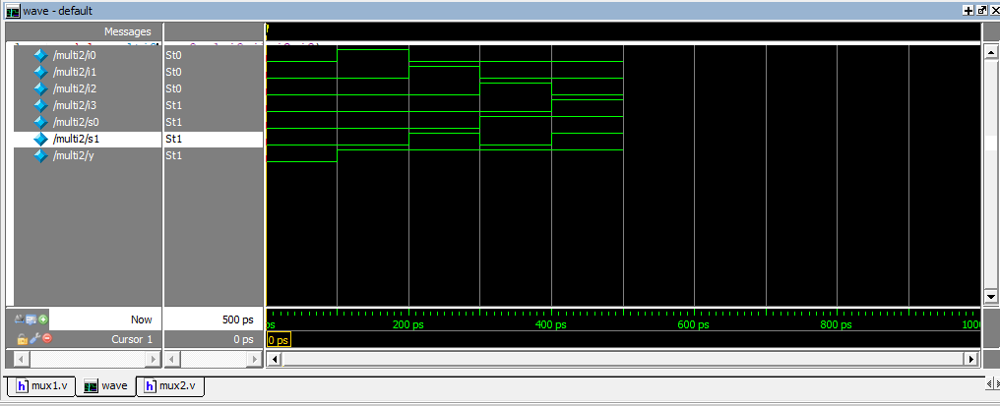 wave - default
Messages
/multi2/i0 St0
/multi2/i1 St0
/multi2/i2 St0
/multi2/i3 St1
/multi2/s0 St1
/multi2/s1 St1
/multi2/y St1
Now 500 ps ps 200 ps 400 ps 600 ps 800 ps 1000
Cursor 1 0 ps 0 ps
mux1.v wave mux2.v